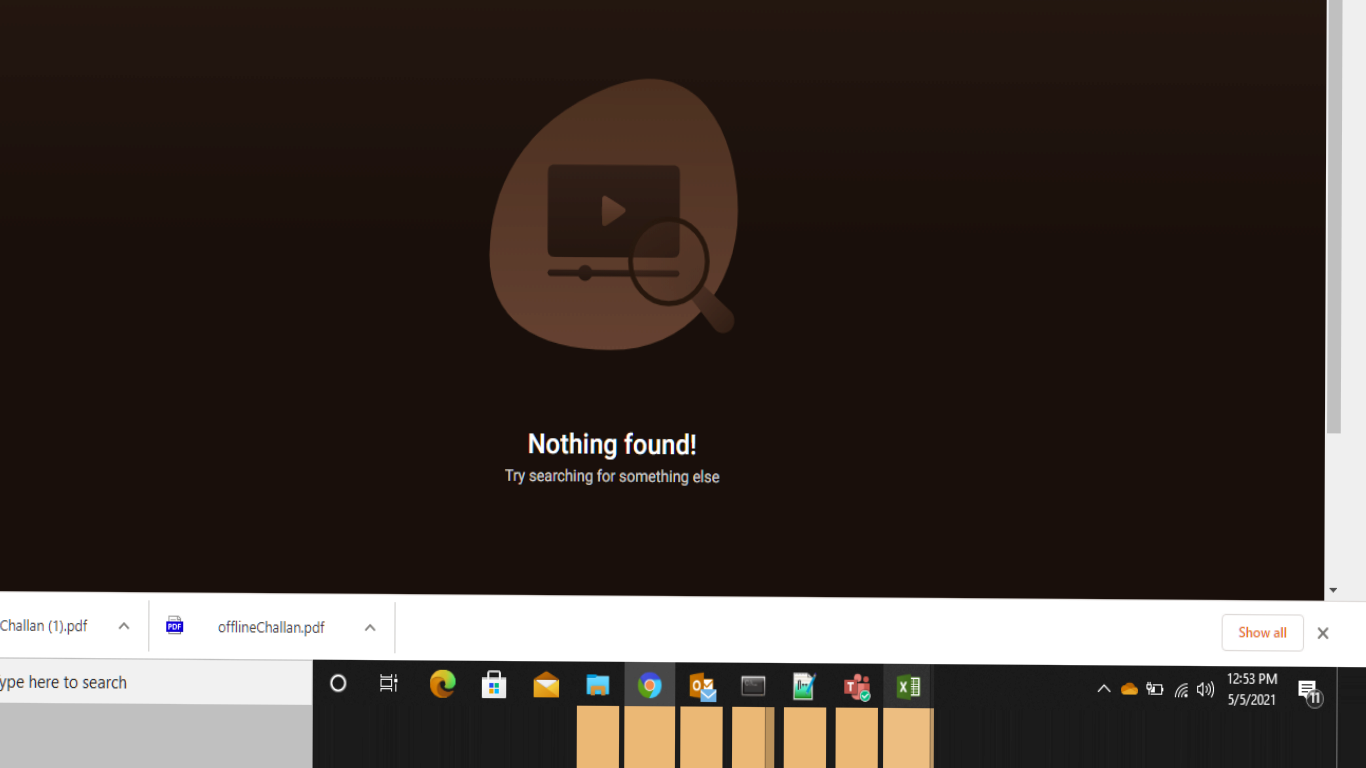 Nothing found!
Try searching for something else
Challan (1).pdf
PDF
offlineChallan.pdf
Show all
ype here to search
12:53 PM
5/5/2021
11